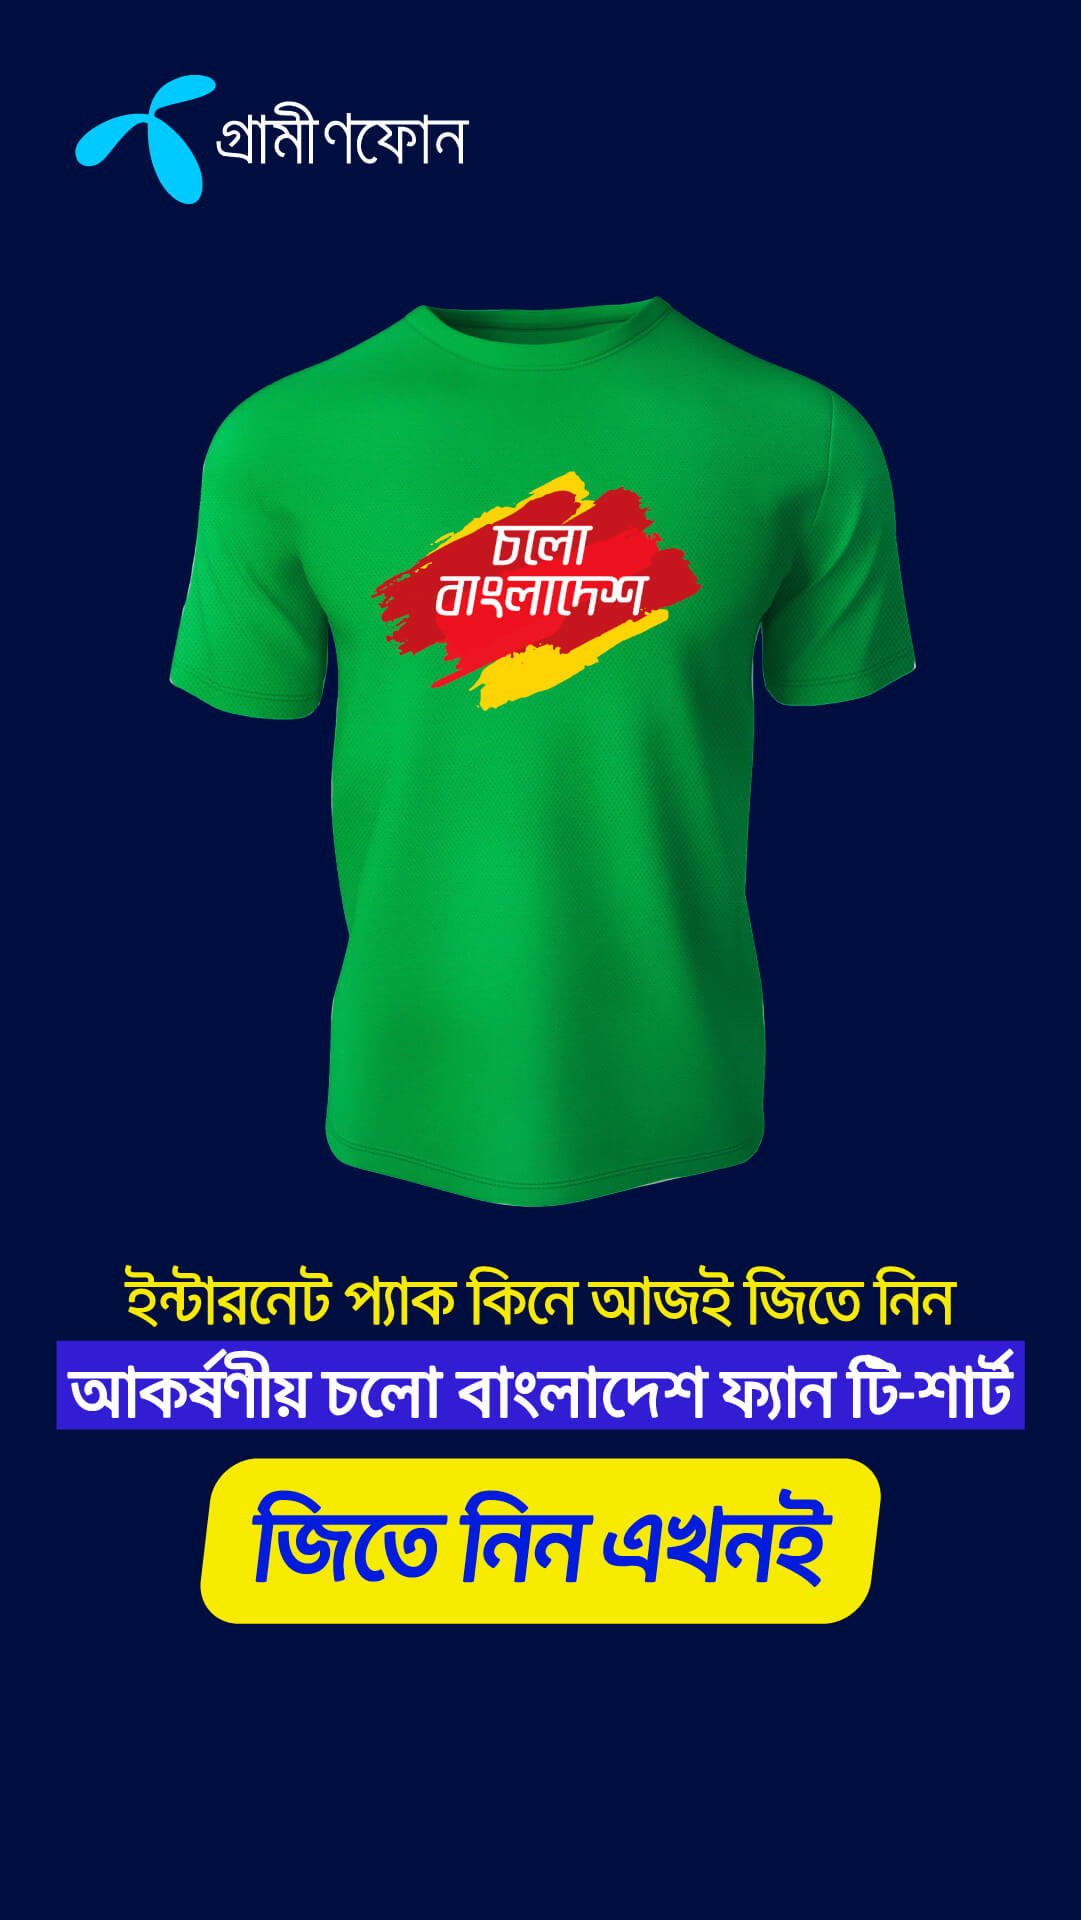 গ্রামীণফোন
চলো
বাংলাদেশ
ইন্টারনেট প্যাক কিনে আজই জিতে নিন
আকর্ষণীয় চলো বাংলাদেশ ফ্যান টি-শার্ট
জিতে নিন এখনই